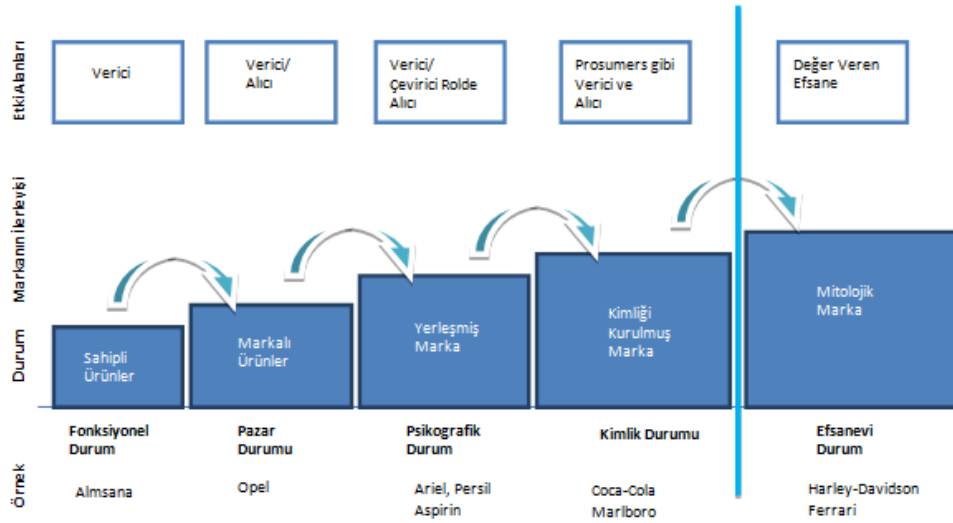 Etki Alanları
Verici
Verici/
Alıcı
Verici/
Çevirici Rolde
Alıcı
Prosumers gibi
Verici ve
Alıcı
Değer Veren
Efsane
Markanın ilerleyişi
Durum
Sahipli
Ürünler
Markalı
Ürünler
Yerleşmiş
Marka
Kimliği
Kurulmuş
Marka
Mitolojik
Marka
Fonksiyonel
Durum
Pazar
Durumu
Psikografik
Durum
Kimlik Durumu
Efsanevi
Durum
Örnek
Almsana
Opel
Ariel, Persil
Aspirin
Coca-Cola
Marlboro
Harley-Davidson
Ferrari